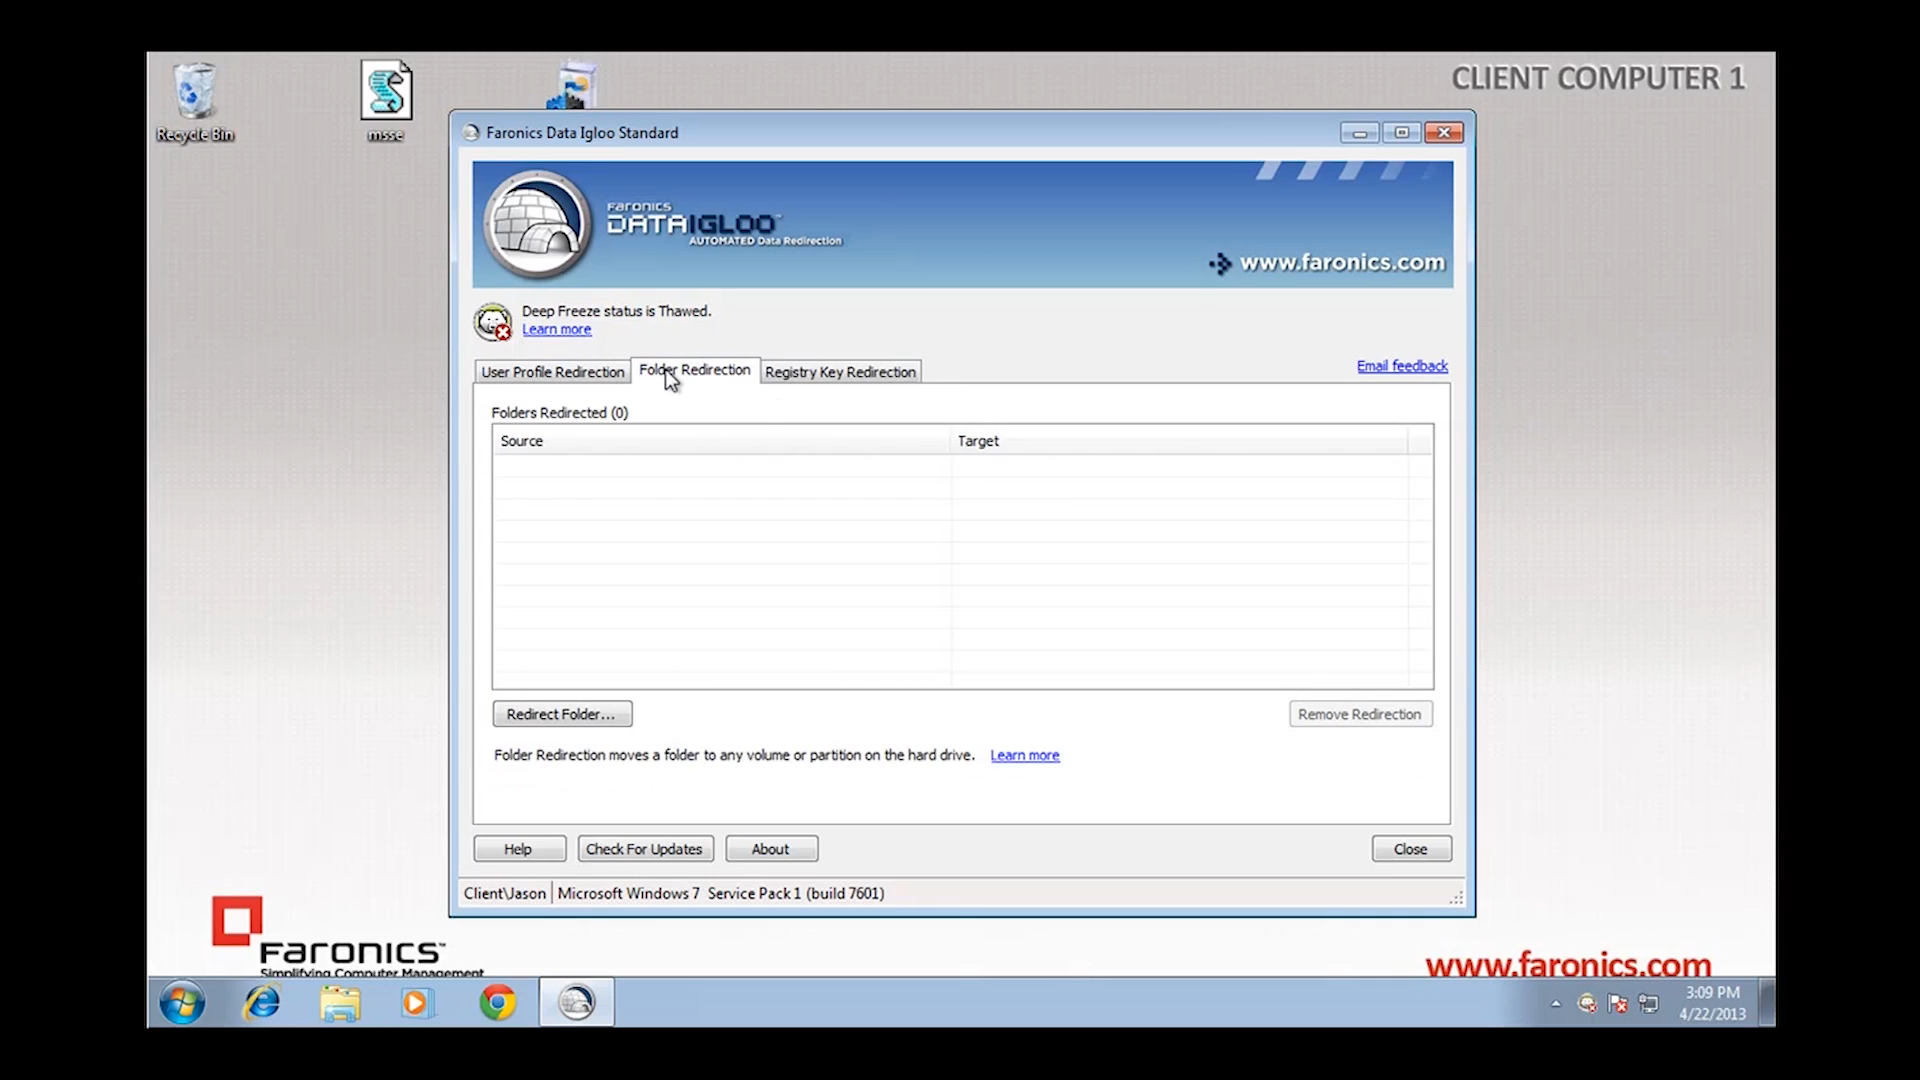 CLIENT COMPUTER 1
Recycle Bin
msse
Faronics Data Igloo Standard
Faronics
DATAIGLOO™
AUTOMATED Data Redirection
www.faronics.com
Deep Freeze status is Thawed.
Learn more
User Profile Redirection
Folder Redirection
Registry Key Redirection
Email feedback
Folders Redirected (0)
Source
Target
Redirect Folder...
Remove Redirection
Folder Redirection moves a folder to any volume or partition on the hard drive.
Learn more
Help
Check For Updates
About
Close
Client\Jason
Microsoft Windows 7 Service Pack 1 (build 7601)
Faronics™
Simplifying Computer Management
www.faronics.com
3:09 PM
4/22/2013